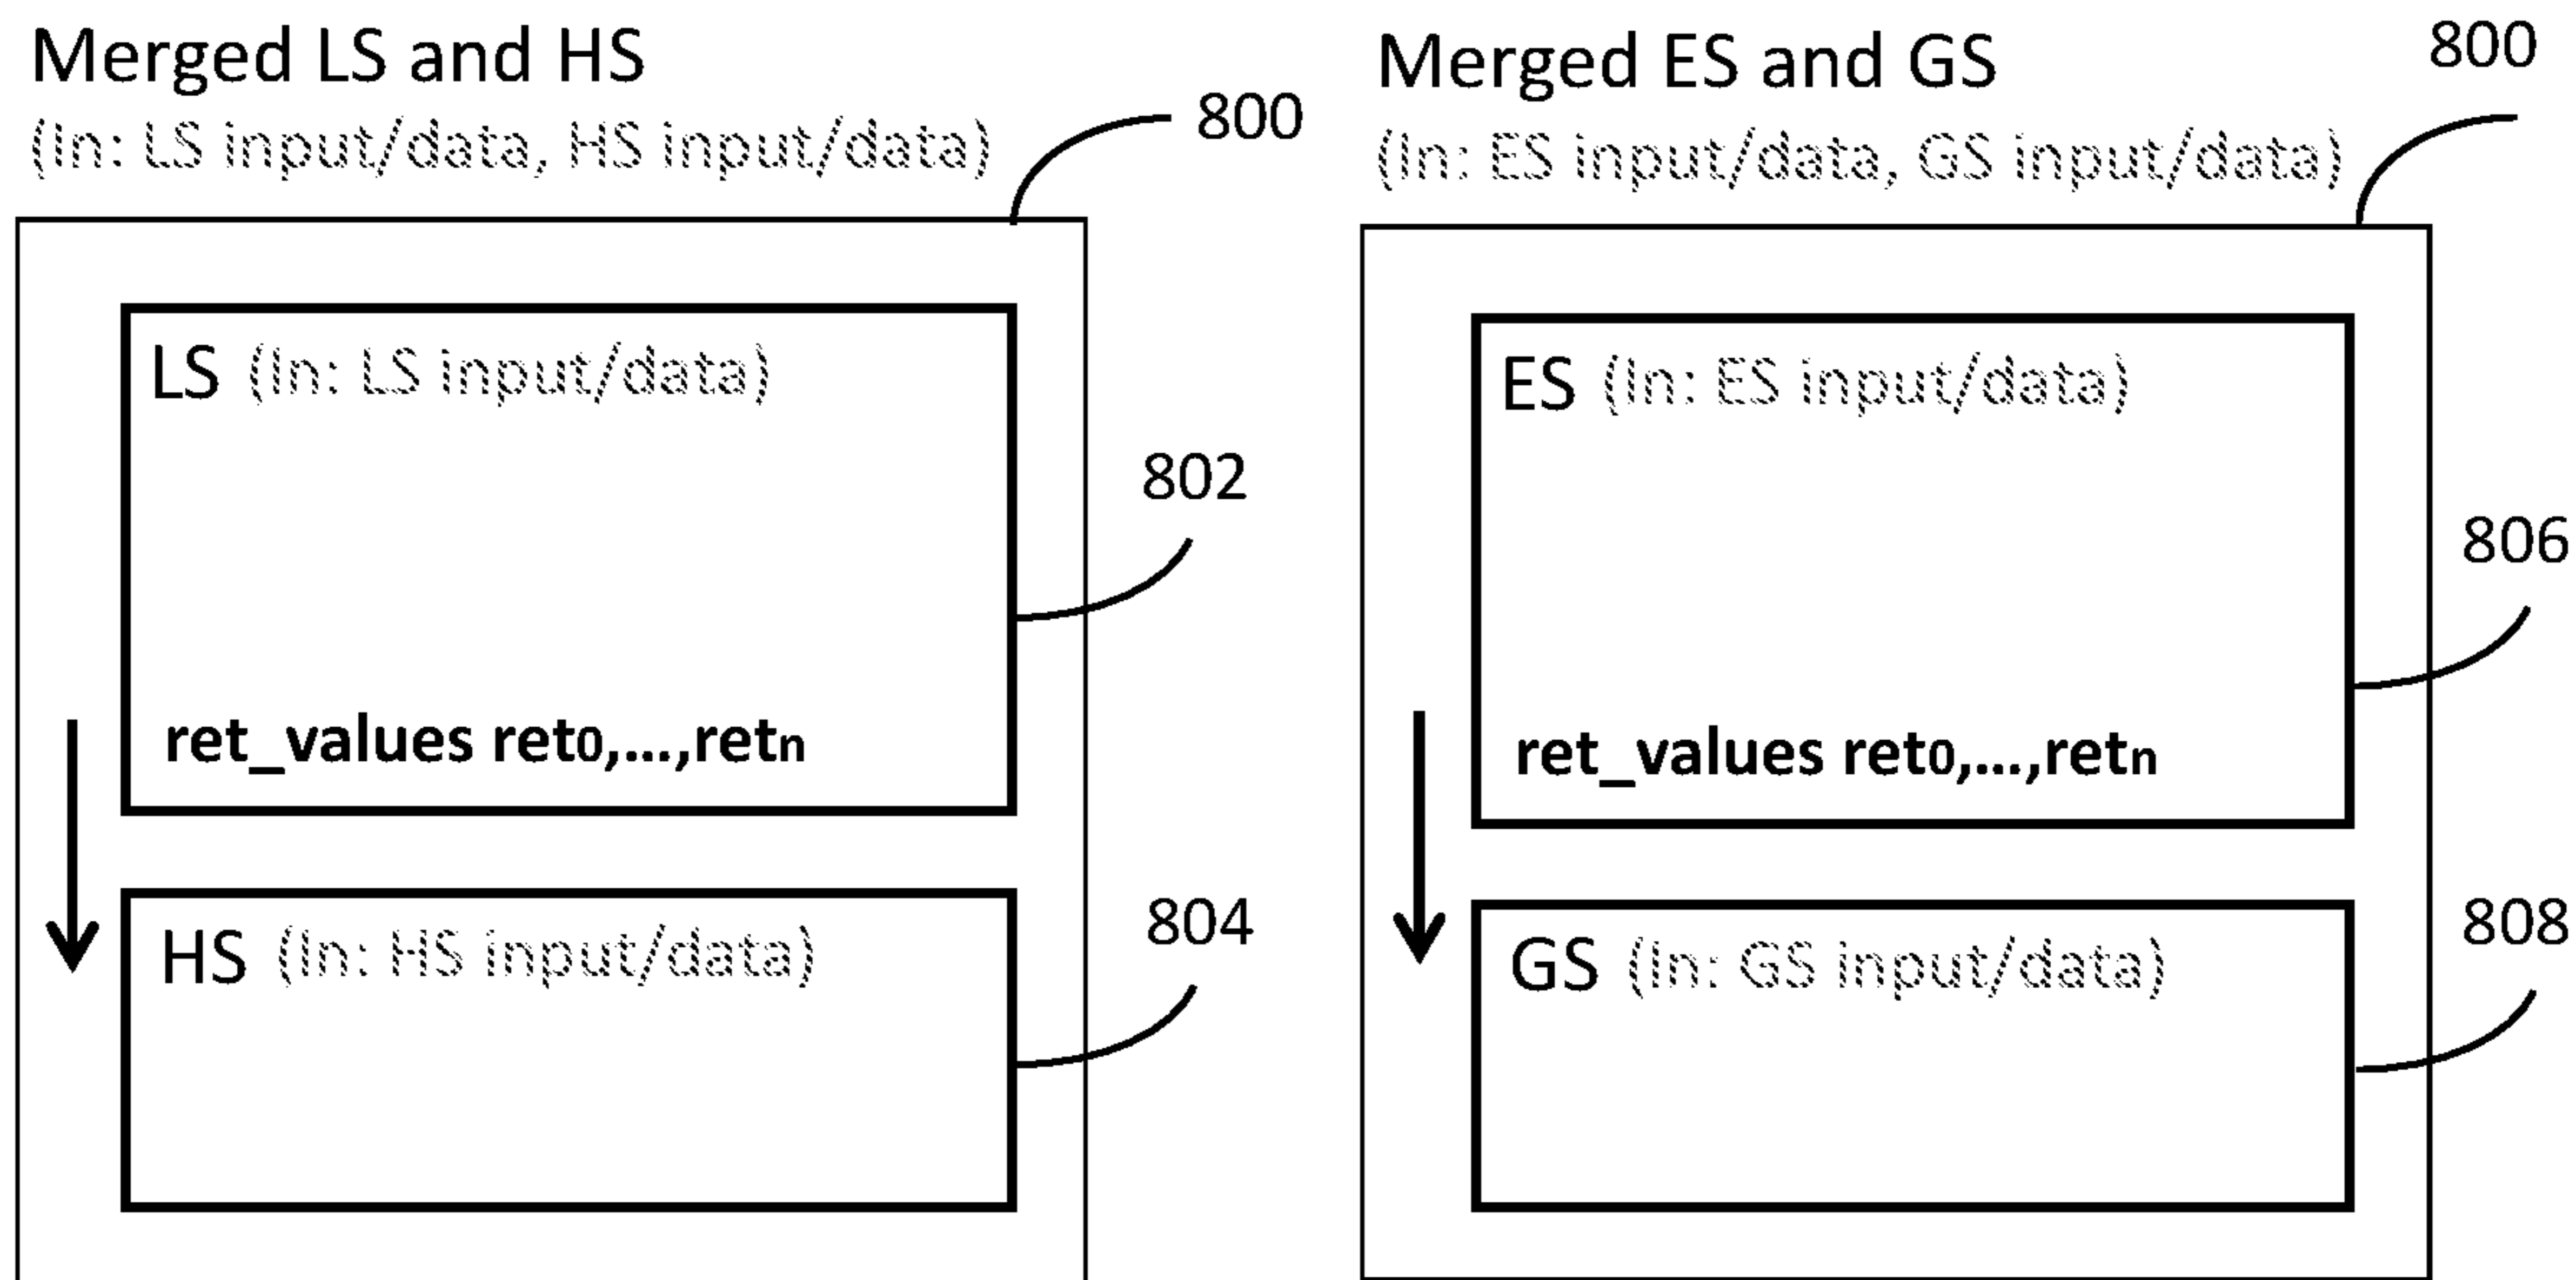 Merged LS and HS
(In: LS input/data, HS input/data)
800
LS (In: LS input/data)
802
ret_values ret0,...,retn
HS (In: HS input/data)
804
Merged ES and GS
(In: ES input/data, GS input/data)
800
ES (In: ES input/data)
806
ret_values ret0,...,retn
GS (In: GS input/data)
808